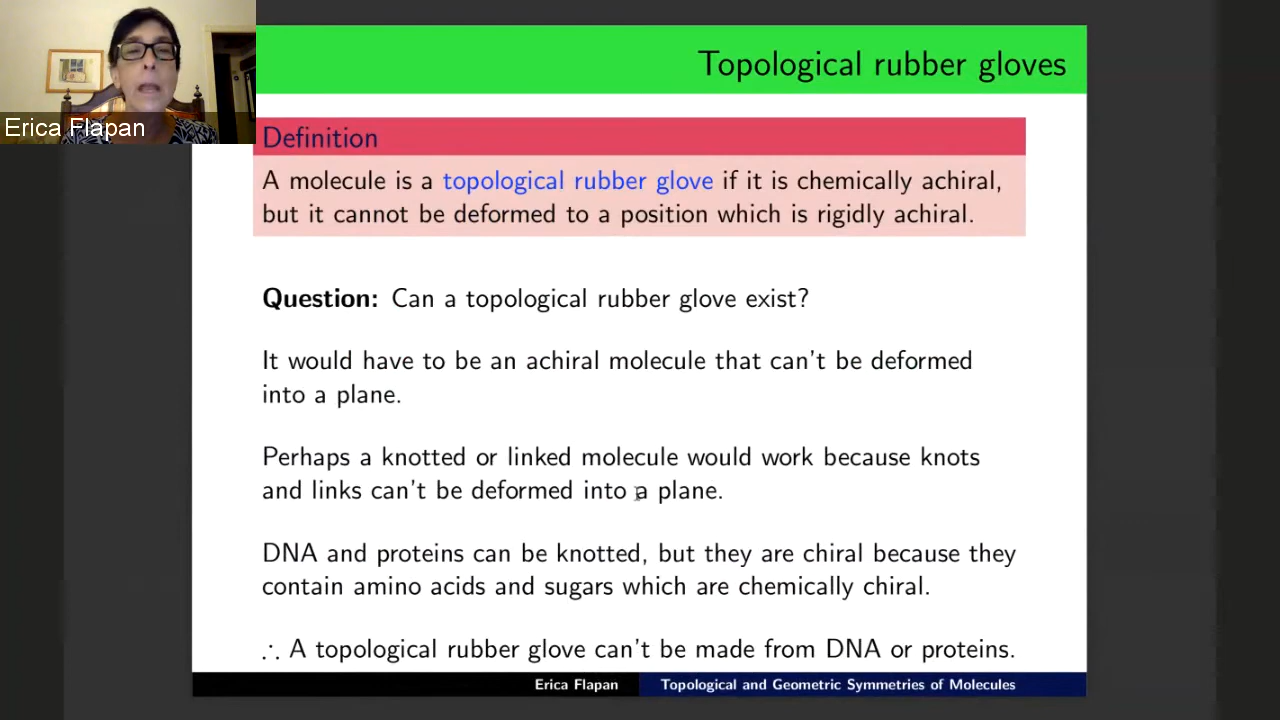 Topological rubber gloves
Erica Flapan
Definition
A molecule is a topological rubber glove if it is chemically achiral,
but it cannot be deformed to a position which is rigidly achiral.
Question: Can a topological rubber glove exist?
It would have to be an achiral molecule that can't be deformed
into a plane.
Perhaps a knotted or linked molecule would work because knots
and links can't be deformed into a plane.
DNA and proteins can be knotted, but they are chiral because they
contain amino acids and sugars which are chemically chiral.
∴ A topological rubber glove can't be made from DNA or proteins.
Erica Flapan Topological and Geometric Symmetries of Molecules